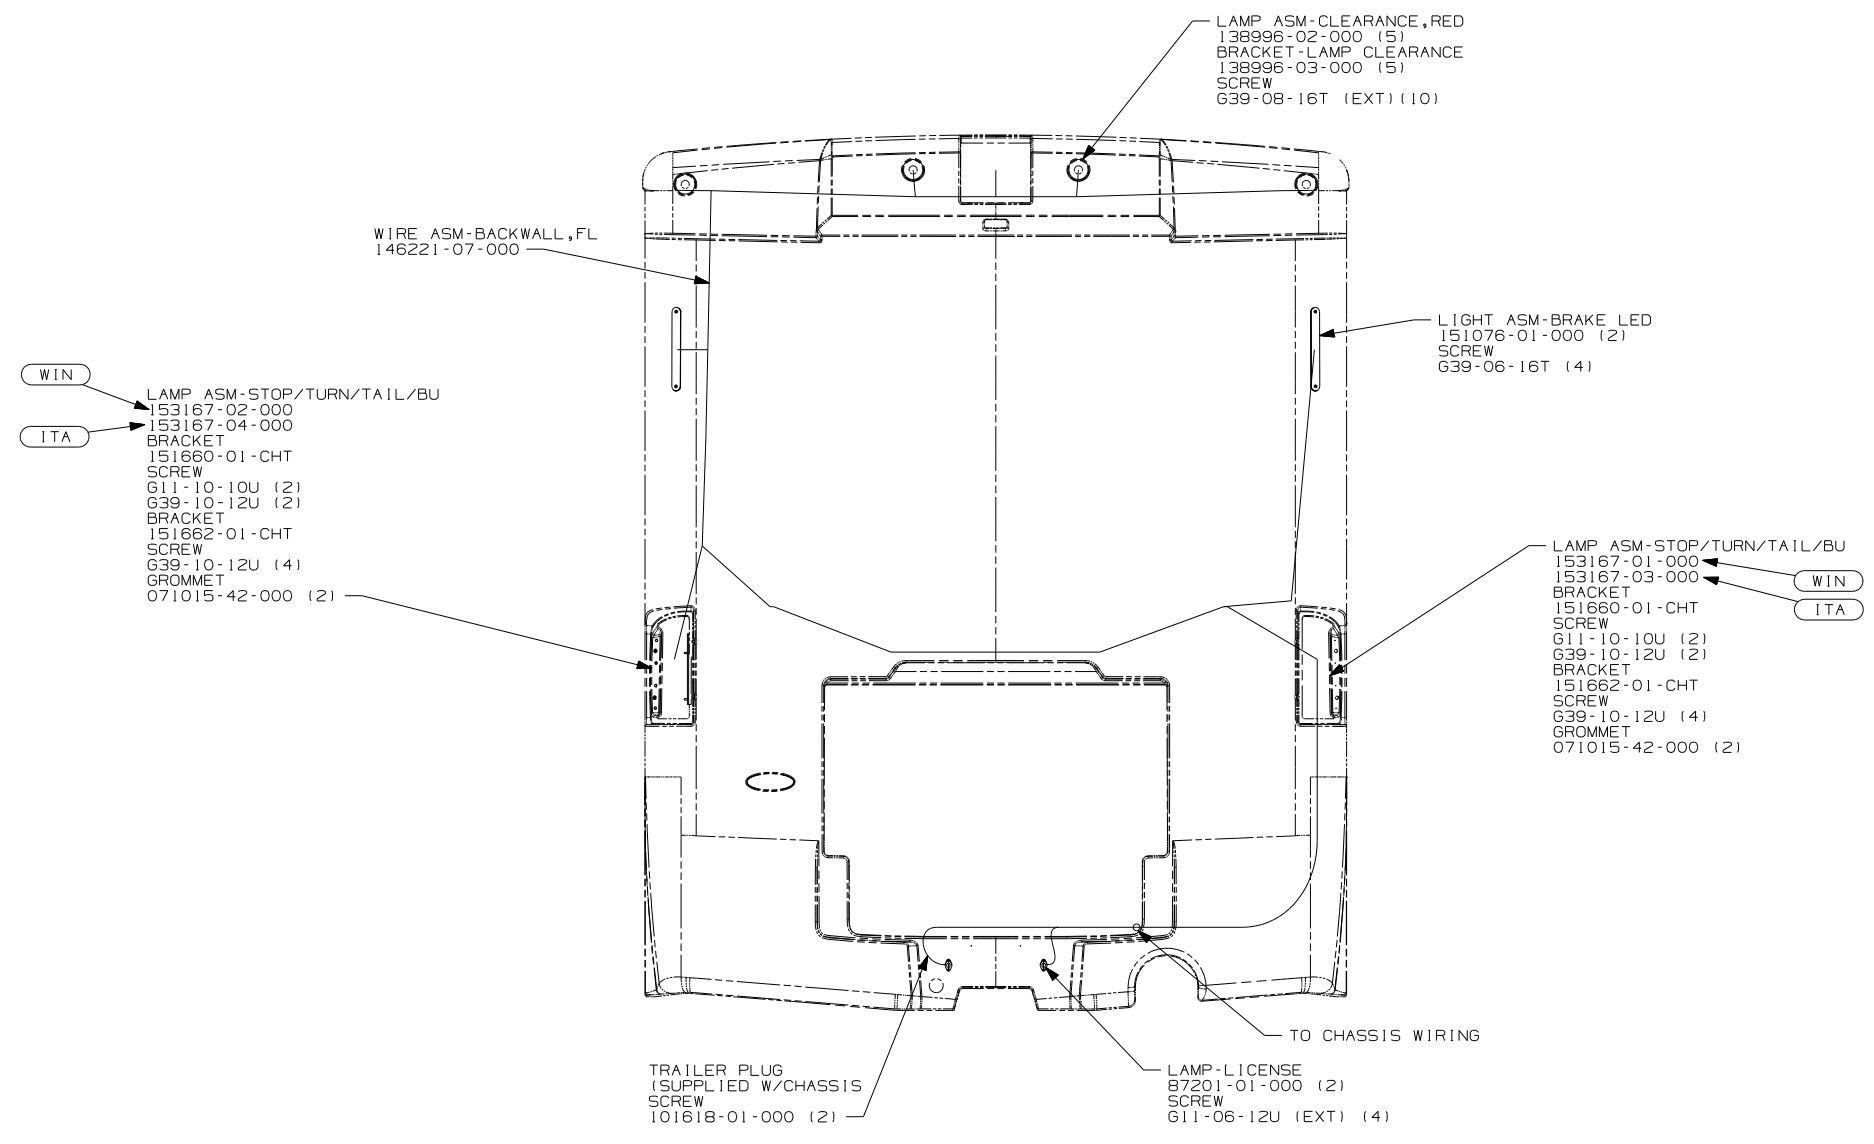 LAMP ASM-CLEARANCE,RED
138996-02-000 (5)
BRACKET-LAMP CLEARANCE
138996-03-000 (5)
SCREW
G39-08-16T (EXT)(10)
WIRE ASM-BACKWALL,FL
146221-07-000
LIGHT ASM-BRAKE LED
151076-01-000 (2)
SCREW
G39-06-16T (4)
WIN
ITA
LAMP ASM-STOP/TURN/TAIL/BU
153167-02-000
153167-04-000
BRACKET
151660-01-CHT
SCREW
G11-10-10U (2)
G39-10-12U (2)
BRACKET
151662-01-CHT
SCREW
G39-10-12U (4)
GROMMET
071015-42-000 (2)
LAMP ASM-STOP/TURN/TAIL/BU
153167-01-000
153167-03-000
BRACKET
151660-01-CHT
SCREW
G11-10-10U (2)
G39-10-12U (2)
BRACKET
151662-01-CHT
SCREW
G39-10-12U (4)
GROMMET
071015-42-000 (2)
WIN
ITA
TO CHASSIS WIRING
TRAILER PLUG
(SUPPLIED W/CHASSIS
SCREW
101618-01-000 (2)
LAMP-LICENSE
87201-01-000 (2)
SCREW
G11-06-12U (EXT) (4)